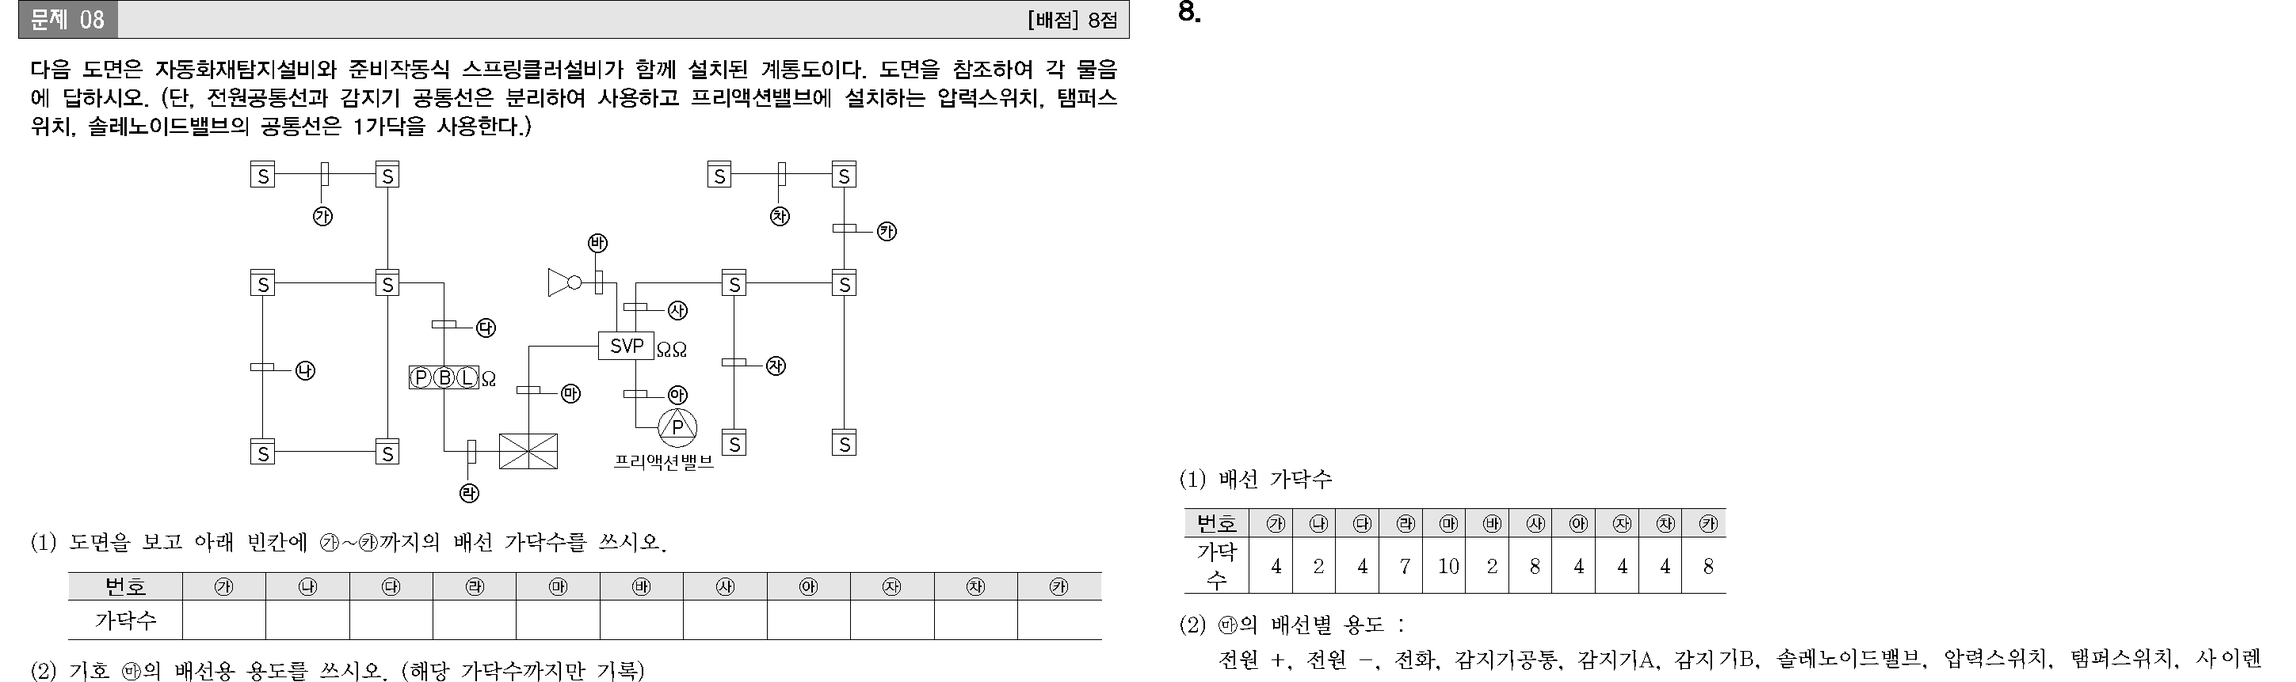 문제 08 [배점] 8점
다음 도면은 자동화재탐지설비와 준비작동식 스프링클러설비가 함께 설치된 계통도이다. 도면을 참조하여 각 물음
에 답하시오. (단, 전원공통선과 감지기 공통선은 분리하여 사용하고 프리액션밸브에 설치하는 압력스위치, 탬퍼스
위치, 솔레노이드밸브의 공통선은 1가닥을 사용한다.)
S S S S
㉮ ㉷
㉸
㉳
S S S S
㉴
㉰
SVP ΩΩ
㉯ ㉶
P B L Ω
㉲ ㉵
P
S S S S
프리액션밸브
㉱
(1) 도면을 보고 아래 빈칸에 ㉮~㉸까지의 배선 가닥수를 쓰시오.
번호 ㉮ ㉯ ㉰ ㉱ ㉲ ㉳ ㉴ ㉵ ㉶ ㉷ ㉸
가닥수
(2) 기호 ㉲의 배선용 용도를 쓰시오. (해당 가닥수까지만 기록)
8.
(1) 배선 가닥수
번호 ㉮ ㉯ ㉰ ㉱ ㉲ ㉳ ㉴ ㉵ ㉶ ㉷ ㉸
가닥
수 4 2 4 7 10 2 8 4 4 4 8
(2) ㉲의 배선별 용도 :
전원 +, 전원 −, 전화, 감지기공통, 감지기A, 감지기B, 솔레노이드밸브, 압력스위치, 탬퍼스위치, 사이렌